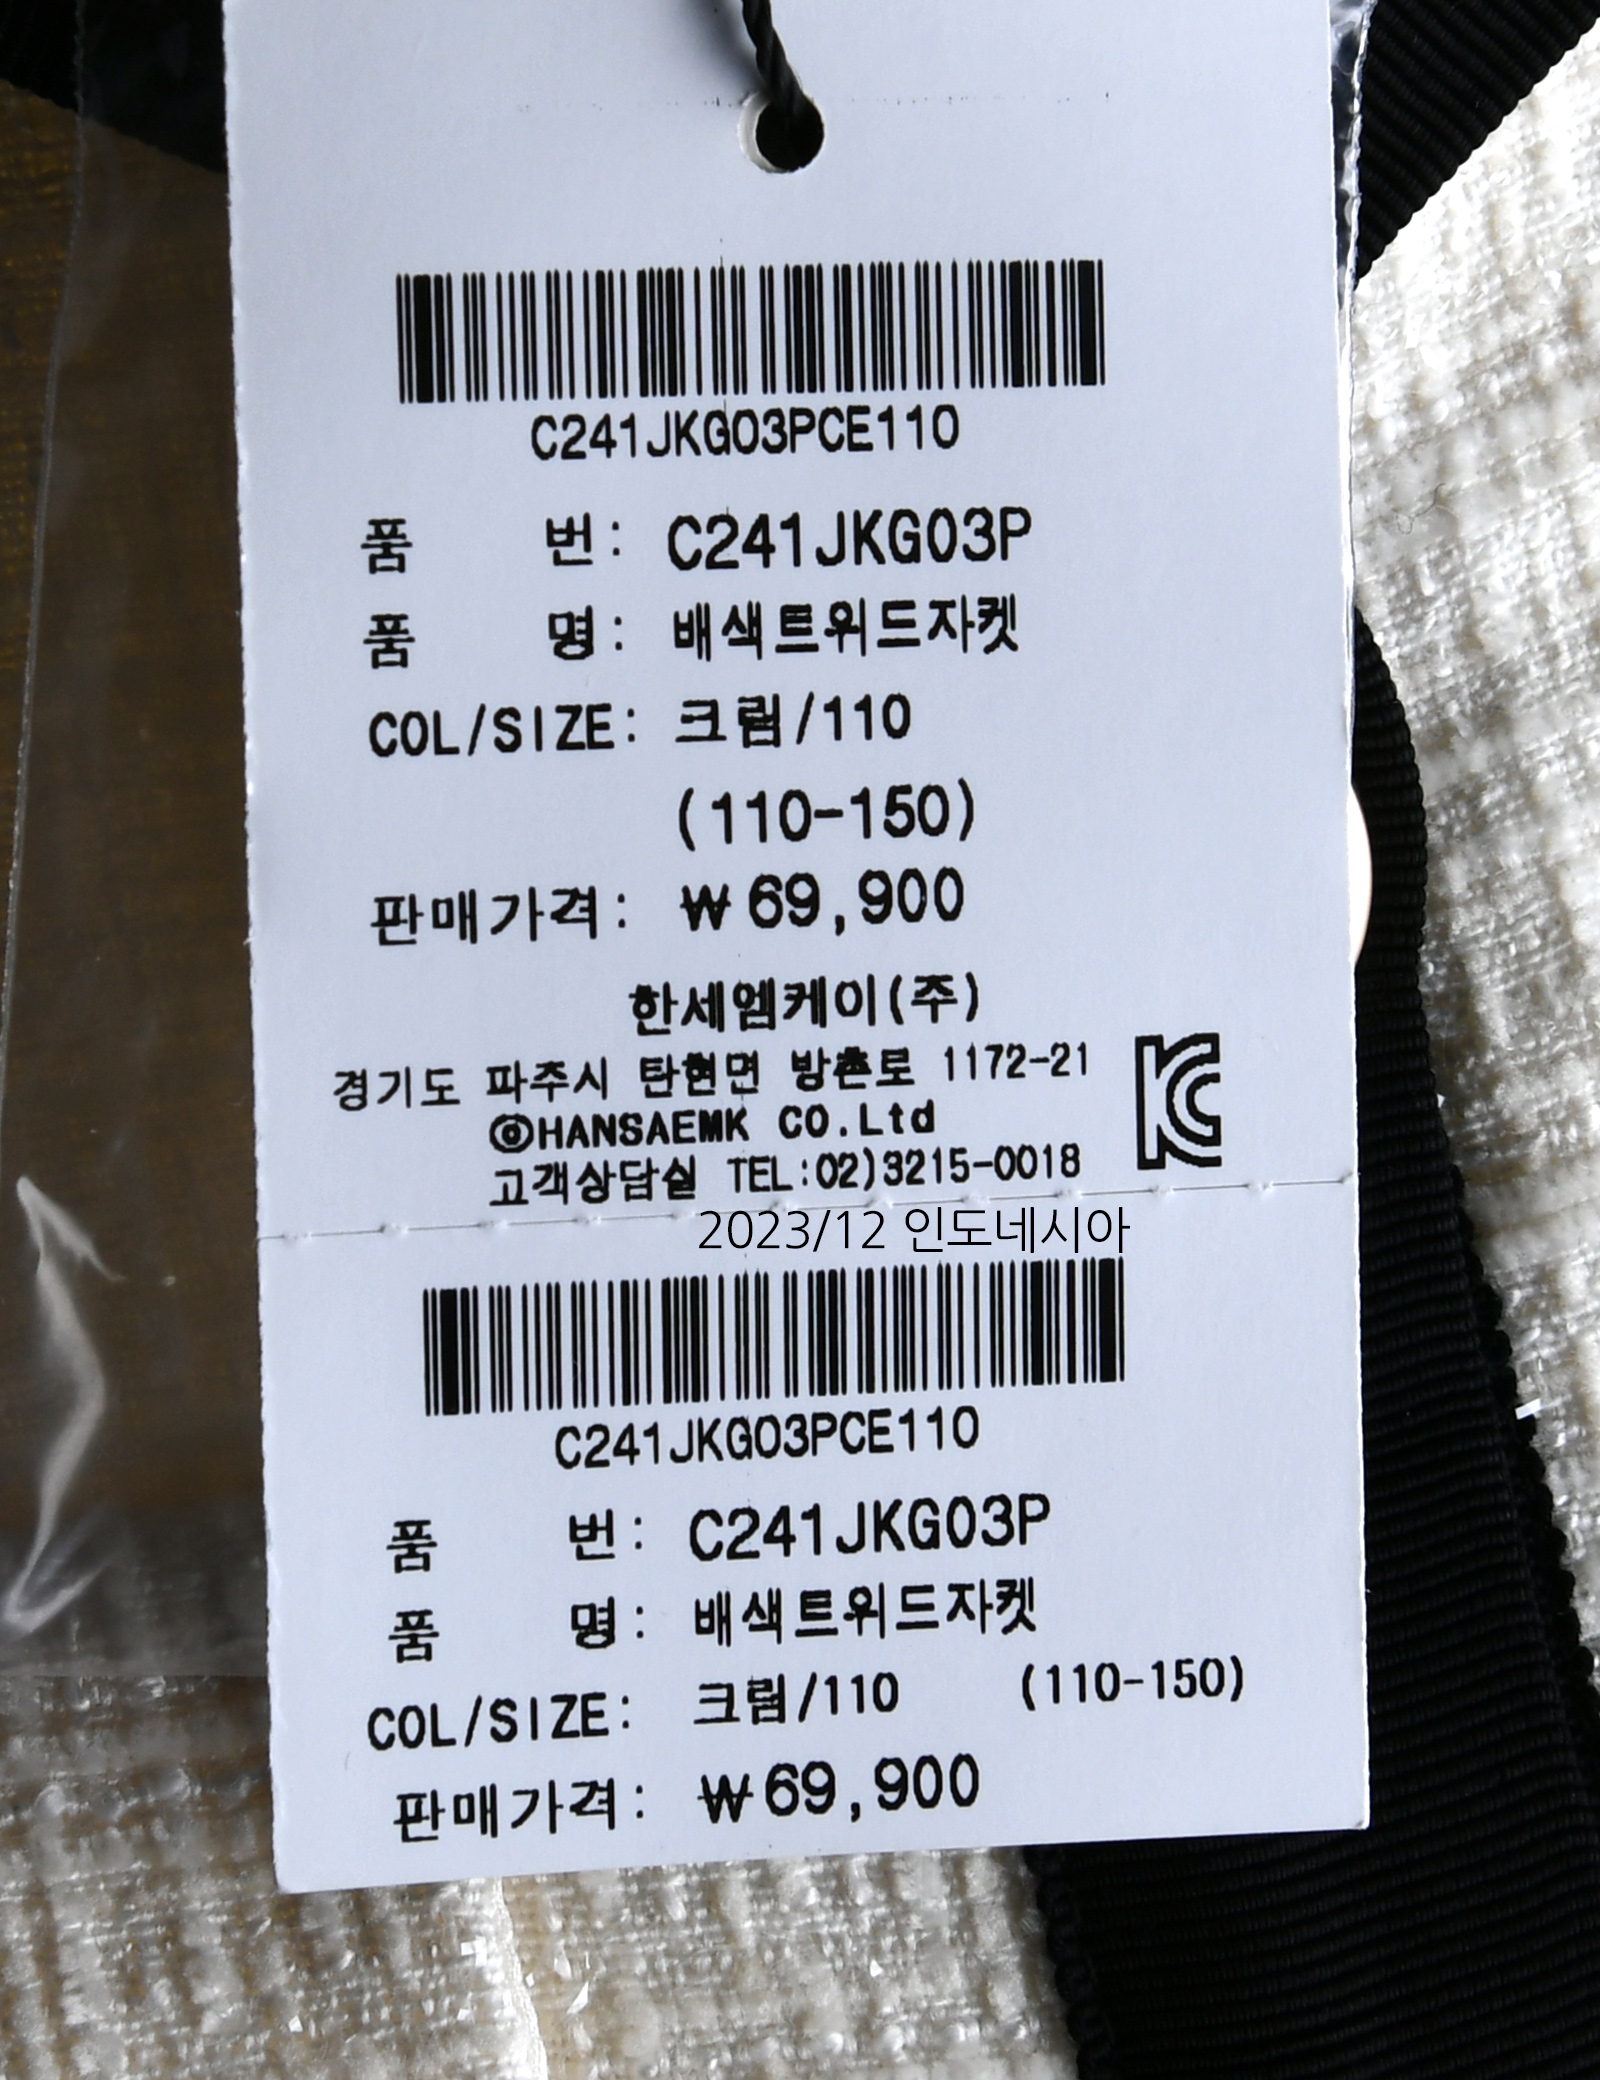 C241JKG03PCE110
품 번: C241JKG03P
품 명: 배색트위드자켓
COL/SIZE: 크림/110
(110-150)
판매가격: ₩69,900
한세엠케이(주)
경기도 파주시 탄현면 방촌로 1172-21
◎HANSAEMK CO.Ltd
고객상담실 TEL:02)3215-0018
KC
2023/12 인도네시아
C241JKG03PCE110
품 번: C241JKG03P
품 명: 배색트위드자켓
COL/SIZE: 크림/110 (110-150)
판매가격: ₩69,900